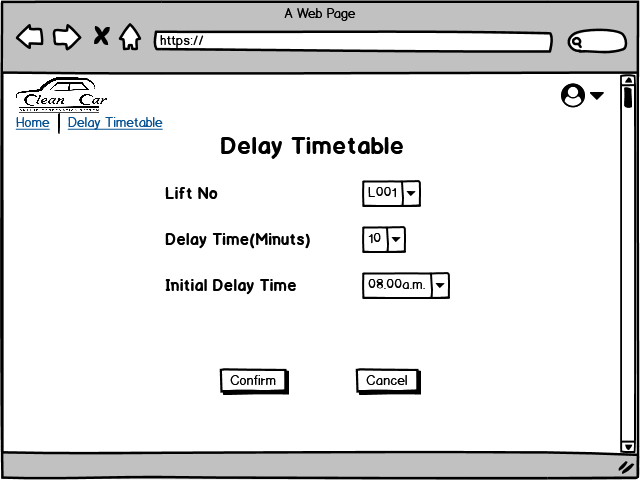 A Web Page
https://
Clean Car
Home Delay Timetable
Delay Timetable
Lift No L001
Delay Time(Minuts) 10
Initial Delay Time 08.00a.m.
Confirm Cancel